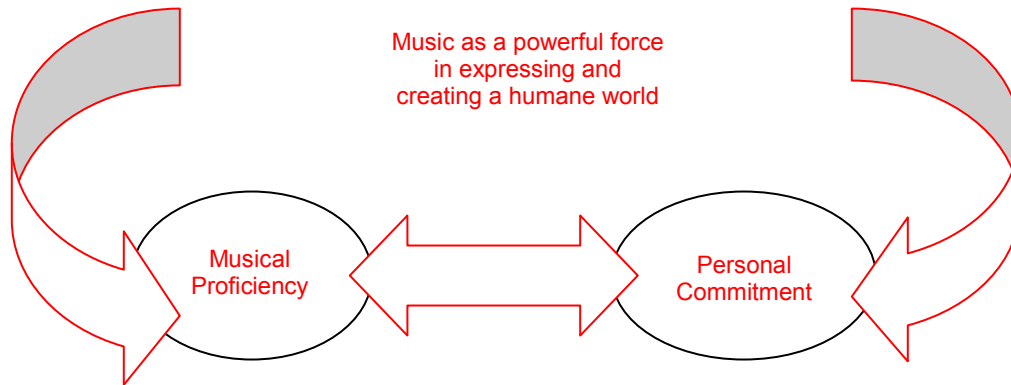 Music as a powerful force
in expressing and
creating a humane world
Musical
Proficiency
Personal
Commitment